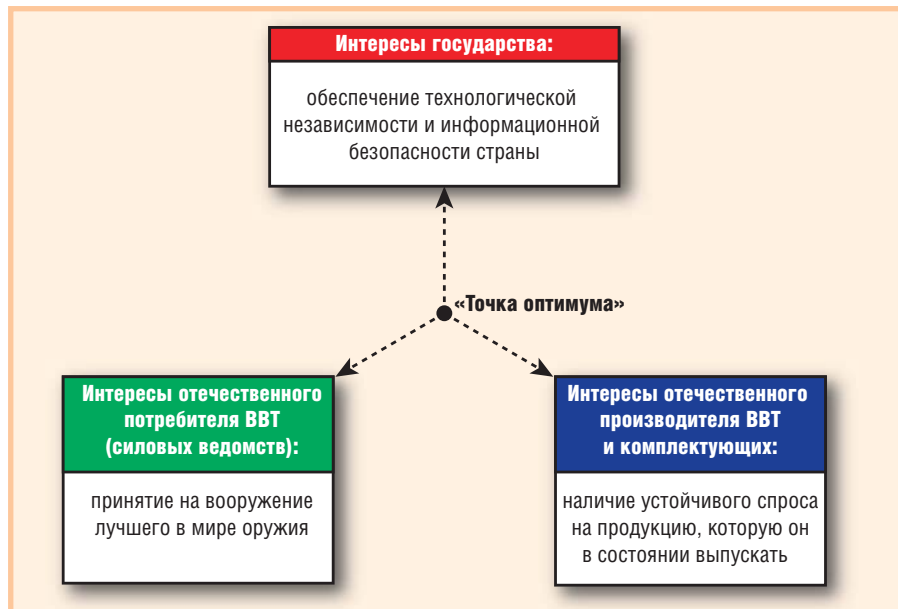 Интересы государства:
обеспечение технологической
независимости и информационной
безопасности страны
«Точка оптимума»
Интересы отечественного
потребителя ВВТ
(силовых ведомств):
принятие на вооружение
лучшего в мире оружия
Интересы отечественного
производителя ВВТ
и комплектующих:
наличие устойчивого спроса
на продукцию, которую он
в состоянии выпускать